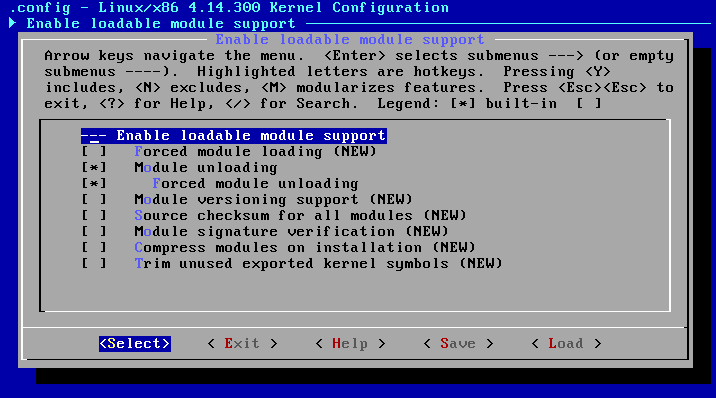 .config - Linux/x86 4.14.300 Kernel Configuration
Enable loadable module support
Enable loadable module support
Arrow keys navigate the menu.  <Enter> selects submenus ---> (or empty
submenus ----).  Highlighted letters are hotkeys.  Pressing <Y>
includes, <N> excludes, <M> modularizes features.  Press <Esc><Esc> to
exit, <?> for Help, </> for Search.  Legend: [*] built-in  [ ]
--- Enable loadable module support
[ ]   Forced module loading (NEW)
[*]   Module unloading
[*]     Forced module unloading
[ ]   Module versioning support (NEW)
[ ]   Source checksum for all modules (NEW)
[ ]   Module signature verification (NEW)
[ ]   Compress modules on installation (NEW)
[ ]   Trim unused exported kernel symbols (NEW)
<Select>    < Exit >    < Help >    < Save >    < Load >